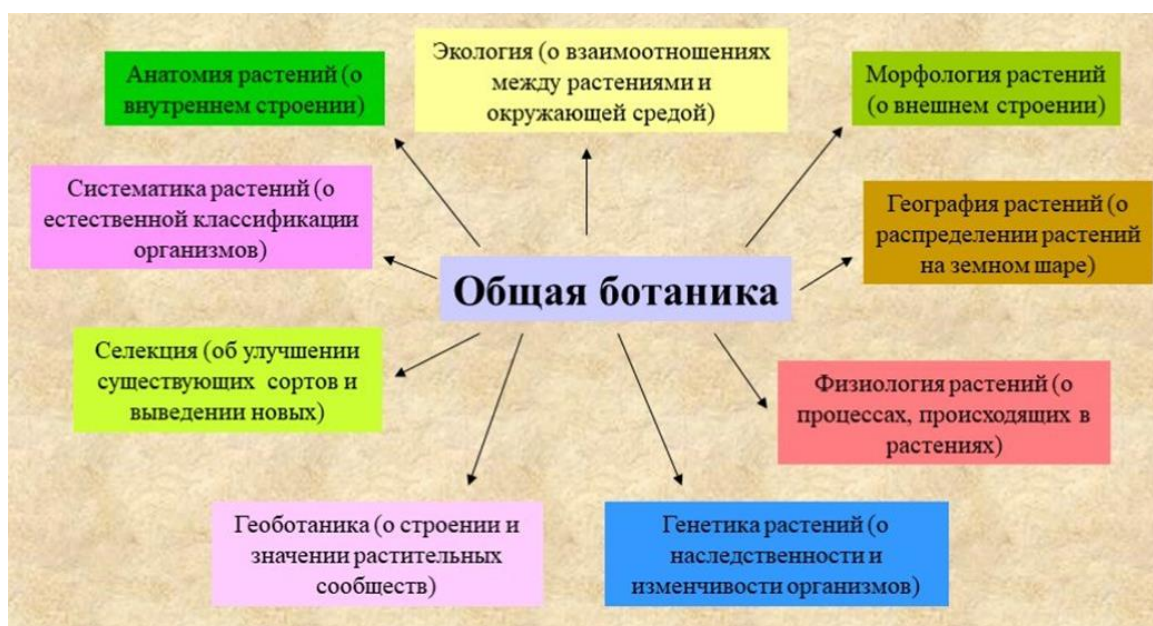 Экология (о взаимоотношениях
между растениями и
окружающей средой)
Анатомия растений (о
внутреннем строении)
Морфология растений
(о внешнем строении)
Систематика растений (о
естественной классификации
организмов)
География растений (о
распределении растений
на земном шаре)
Общая ботаника
Селекция (об улучшении
существующих сортов и
выведении новых)
Физиология растений (о
процессах, происходящих в
растениях)
Геоботаника (о строении и
значении растительных
сообществ)
Генетика растений (о
наследственности и
изменчивости организмов)